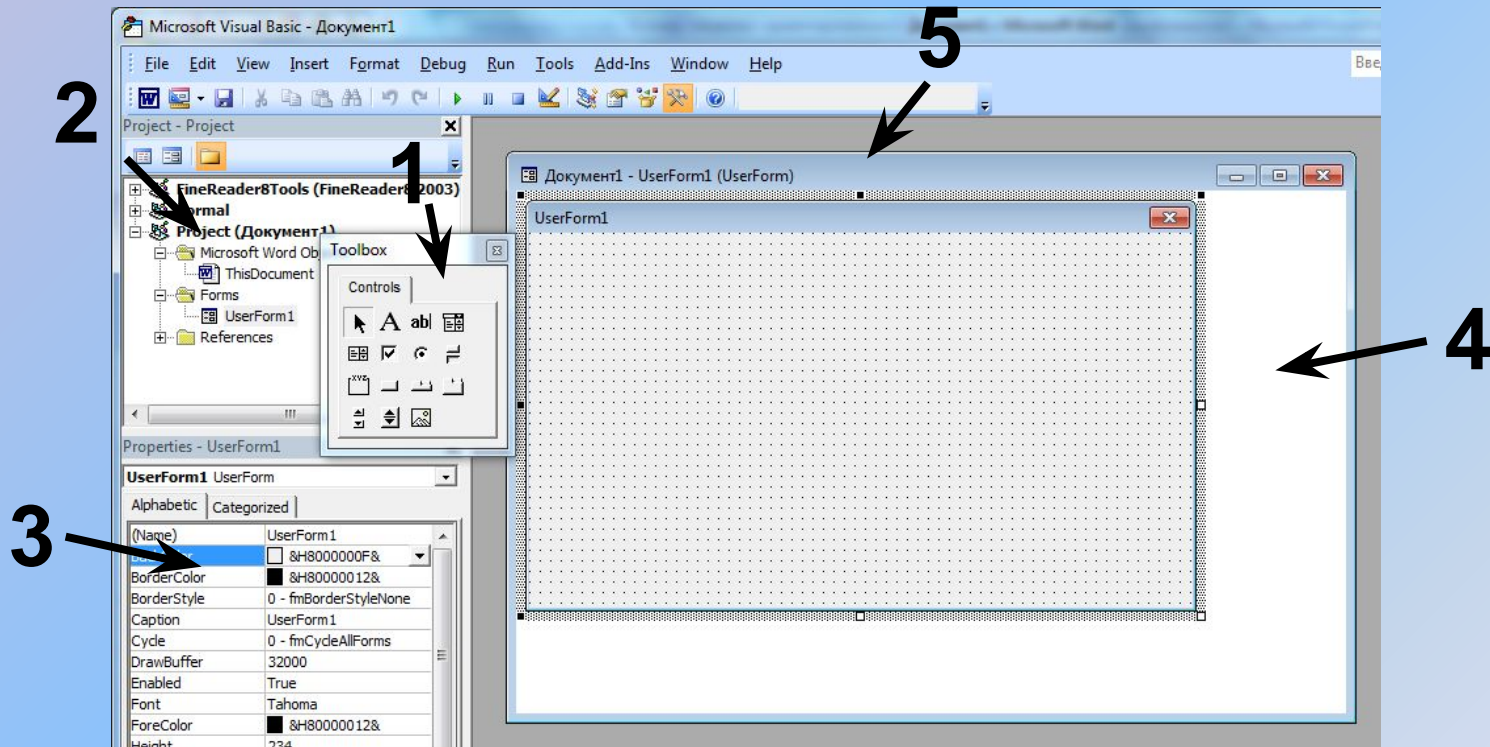 5
Microsoft Visual Basic - Документ1
File Edit View Insert Format Debug Run Tools Add-Ins Window Help
2
Project - Project
1
FineReader8Tools (FineReader8 2003)
Normal
Project (Документ1)
Microsoft Word Ob
ThisDocument
Forms
UserForm1
References
Toolbox
Controls
A ab
xyz
Документ1 - UserForm1 (UserForm)
UserForm1
4
Properties - UserForm1
UserForm1 UserForm
Alphabetic Categorized
3
(Name) UserForm1
BackColor &H8000000F&
BorderColor &H80000012&
BorderStyle 0 - fmBorderStyleNone
Caption UserForm1
Cycle 0 - fmCycleAllForms
DrawBuffer 32000
Enabled True
Font Tahoma
ForeColor &H80000012&
Height 234